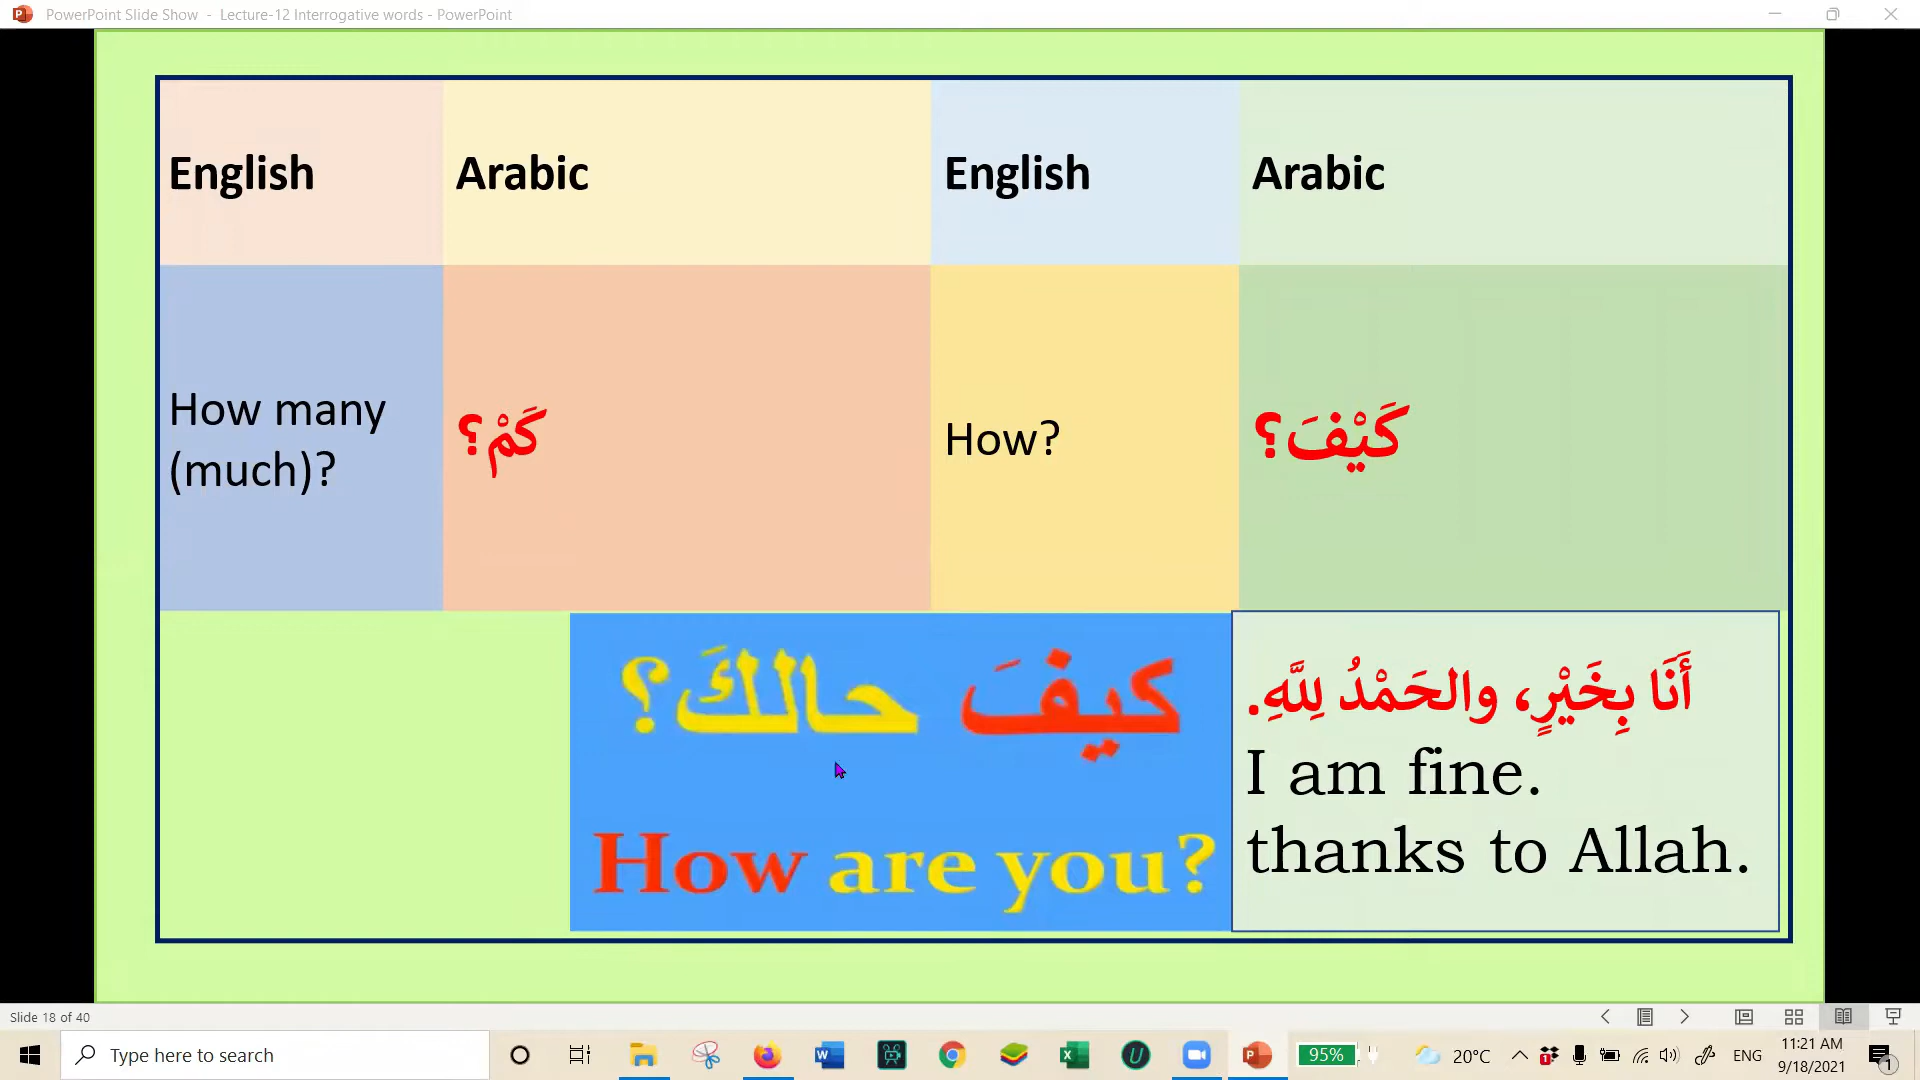 PowerPoint Slide Show - Lecture-12 Interrogative words - PowerPoint
English
Arabic
English
Arabic
How many
(much)?
كَمْ؟
How?
كَيْفَ؟
كيفَ حالكَ؟
How are you?
أَنَا بِخَيْرٍ، والحَمْدُ لِلَّهِ.
I am fine.
thanks to Allah.
Slide 18 of 40
Type here to search
95%
20°C
ENG
11:21 AM
9/18/2021
1
1